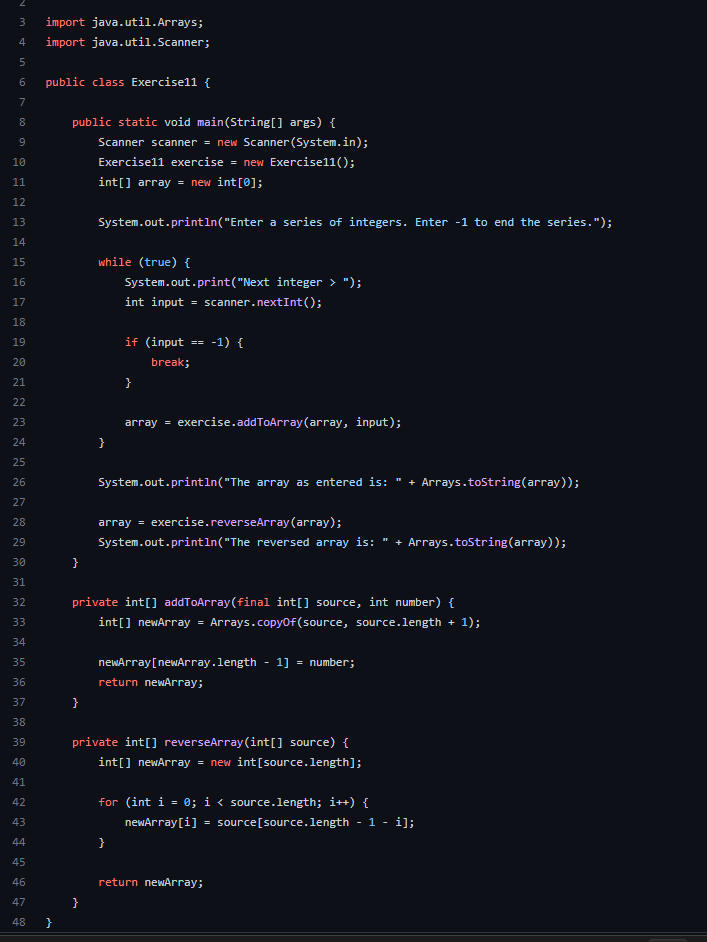 2
3 import java.util.Arrays;
4 import java.util.Scanner;
5
6 public class Exercise11 {
7
8     public static void main(String[] args) {
9         Scanner scanner = new Scanner(System.in);
10         Exercise11 exercise = new Exercise11();
11         int[] array = new int[0];
12
13         System.out.println("Enter a series of integers. Enter -1 to end the series.");
14
15         while (true) {
16             System.out.print("Next integer > ");
17             int input = scanner.nextInt();
18
19             if (input == -1) {
20                 break;
21             }
22
23             array = exercise.addToArray(array, input);
24         }
25
26         System.out.println("The array as entered is: " + Arrays.toString(array));
27
28         array = exercise.reverseArray(array);
29         System.out.println("The reversed array is: " + Arrays.toString(array));
30     }
31
32     private int[] addToArray(final int[] source, int number) {
33         int[] newArray = Arrays.copyOf(source, source.length + 1);
34
35         newArray[newArray.length - 1] = number;
36         return newArray;
37     }
38
39     private int[] reverseArray(int[] source) {
40         int[] newArray = new int[source.length];
41
42         for (int i = 0; i < source.length; i++) {
43             newArray[i] = source[source.length - 1 - i];
44         }
45
46         return newArray;
47     }
48 }